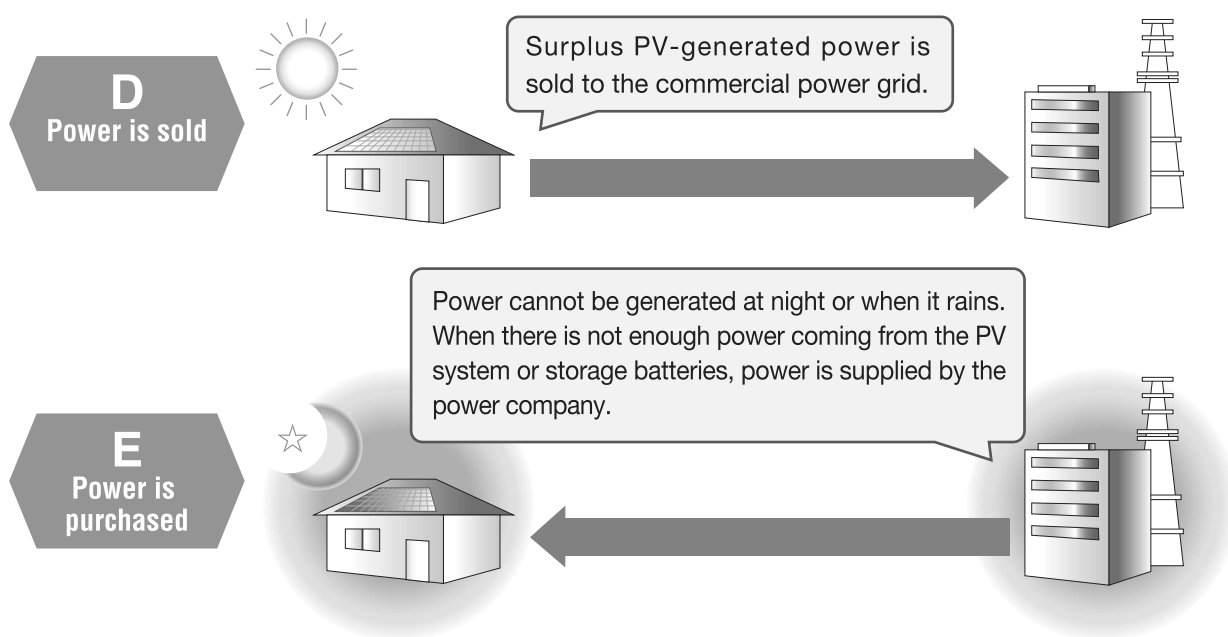 D
Power is sold
Surplus PV-generated power is
sold to the commercial power grid.
E
Power is
purchased
Power cannot be generated at night or when it rains.
When there is not enough power coming from the PV
system or storage batteries, power is supplied by the
power company.